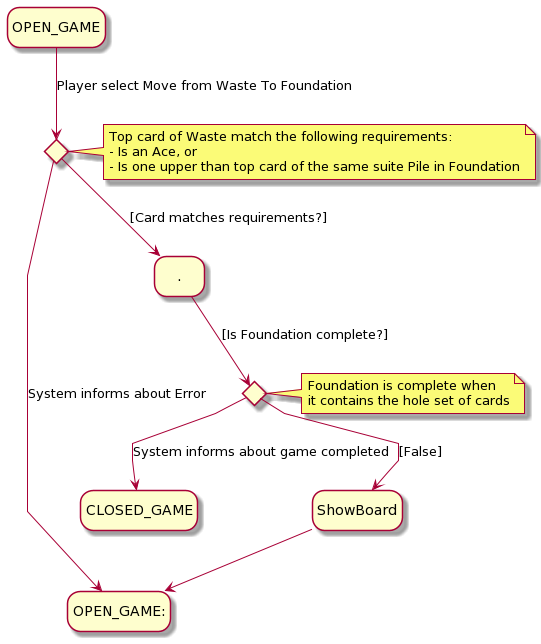 OPEN_GAME
Player select Move from Waste To Foundation
Top card of Waste match the following requirements:
- Is an Ace, or
- Is one upper than top card of the same suite Pile in Foundation
[Card matches requirements?]
.
[Is Foundation complete?]
System informs about Error
Foundation is complete when
it contains the hole set of cards
System informs about game completed
[False]
CLOSED_GAME
ShowBoard
OPEN_GAME: